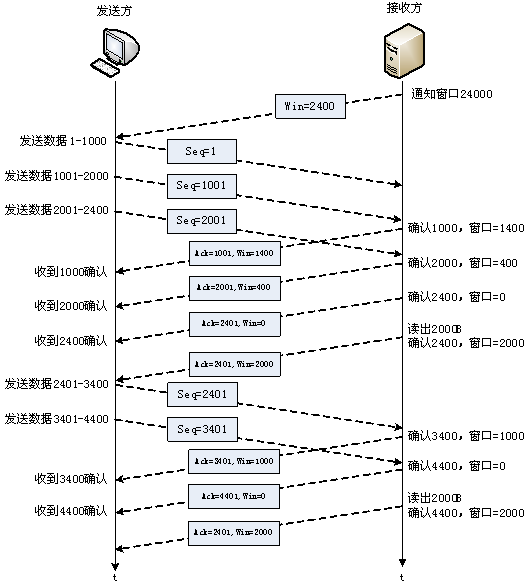 发送方
接收方
通知窗口24000
Win=2400
发送数据1-1000
Seq=1
发送数据1001-2000
Seq=1001
发送数据2001-2400
Seq=2001
确认1000，窗口=1400
Ack=1001,Win=1400
收到1000确认
确认2000，窗口=400
Ack=2001,Win=400
收到2000确认
确认2400，窗口=0
Ack=2401,Win=0
收到2400确认
读出2000B
确认2400，窗口=2000
Ack=2401,Win=2000
发送数据2401-3400
Seq=2401
发送数据3401-4400
Seq=3401
确认3400，窗口=1000
Ack=3401,Win=1000
收到3400确认
确认4400，窗口=0
Ack=4401,Win=0
收到4400确认
读出2000B
确认4400，窗口=2000
Ack=2401,Win=2000
t
t